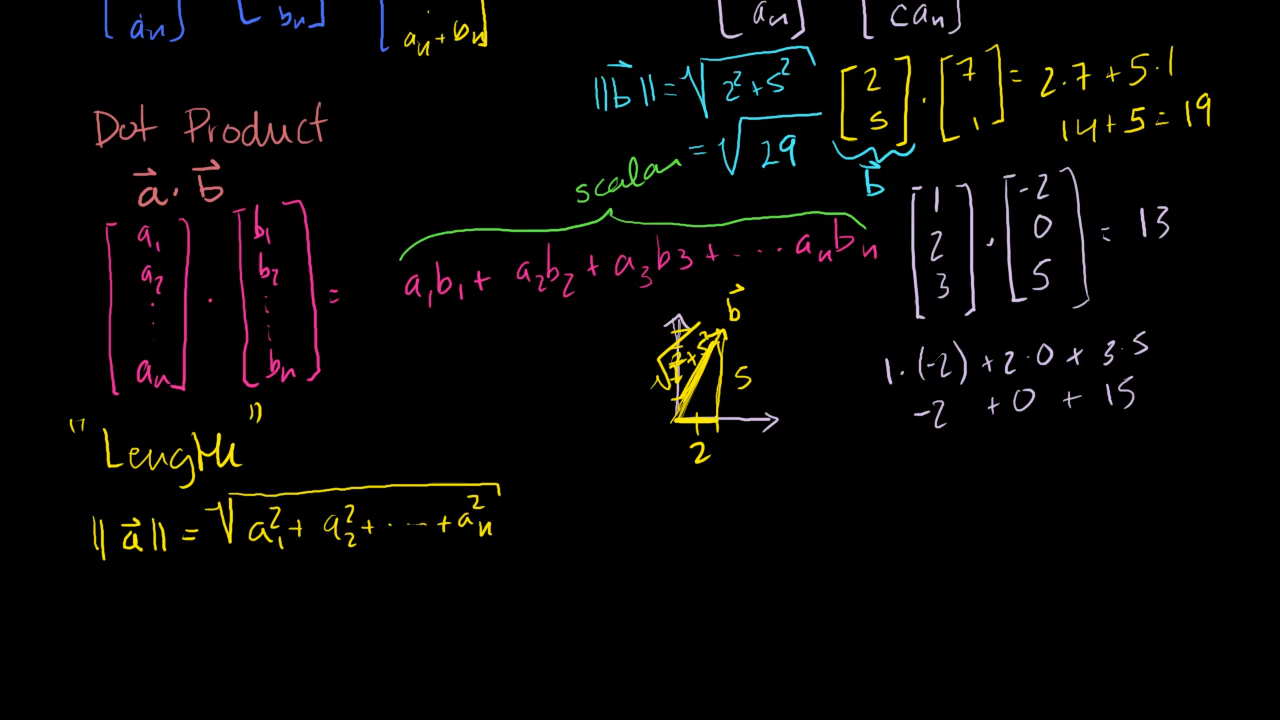 [ȧn] [bn] [an + bn] [an] [can]
Dot Product
a⃗ · b⃗
[a1 a2 ⋮ an] · [b1 b2 ⋮ bn] = a1b1 + a2b2 + a3b3 + ... anbn
scalar
"Length"
||a⃗|| = √(a1² + a2² + ... + an²)
||b⃗|| = √(2² + 5²)
= √29
[2 5] · [7 1] = 2·7 + 5·1
14 + 5 = 19
b⃗
[1 2 3] · [-2 0 5] = 13
1·(-2) + 2·0 + 3·5
-2 + 0 + 15
b⃗
5
2